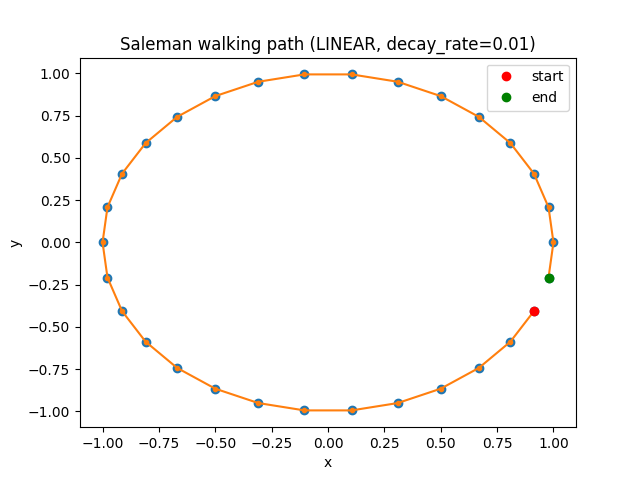 Saleman walking path (LINEAR, decay_rate=0.01)
start
end
1.00
0.75
0.50
0.25
0.00
−0.25
−0.50
−0.75
−1.00
y
−1.00 −0.75 −0.50 −0.25 0.00 0.25 0.50 0.75 1.00
x